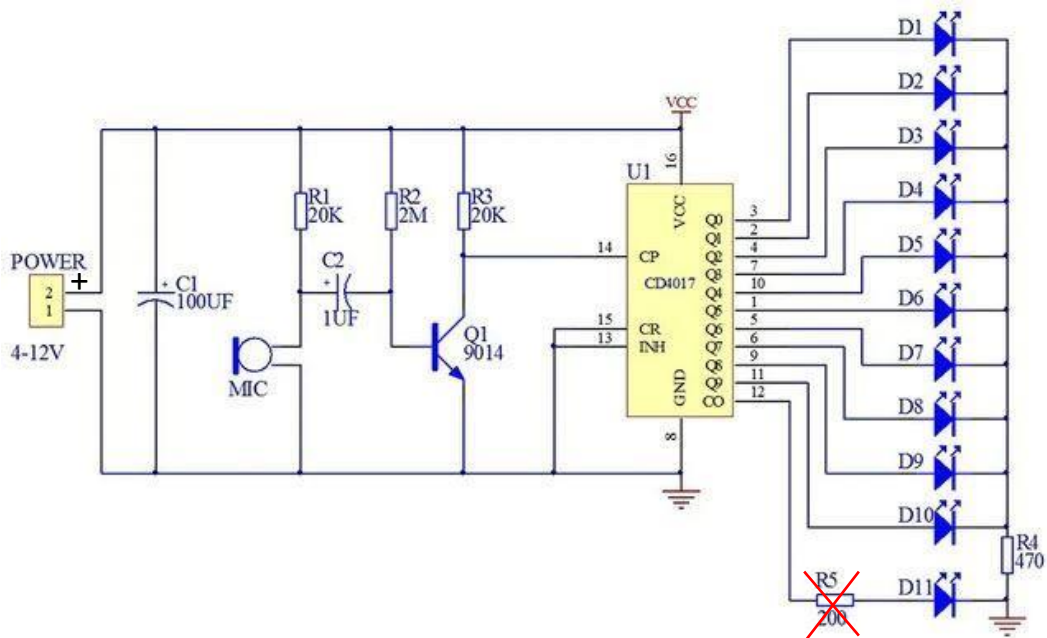 D1
D2
D3
D4
D5
D6
D7
D8
D9
D10
D11
VCC
16
U1
VCC
R1
20K
R2
2M
R3
20K
Q0
3
Q1
2
Q2
4
Q3
7
Q4
10
Q5
1
Q6
5
Q7
6
Q8
9
Q9
11
CO
12
14
CP
CD4017
15
CR
13
INH
GND
8
POWER
+
2
1
4-12V
+
C1
100UF
C2
+
1UF
MIC
Q1
9014
R4
470
R5
200